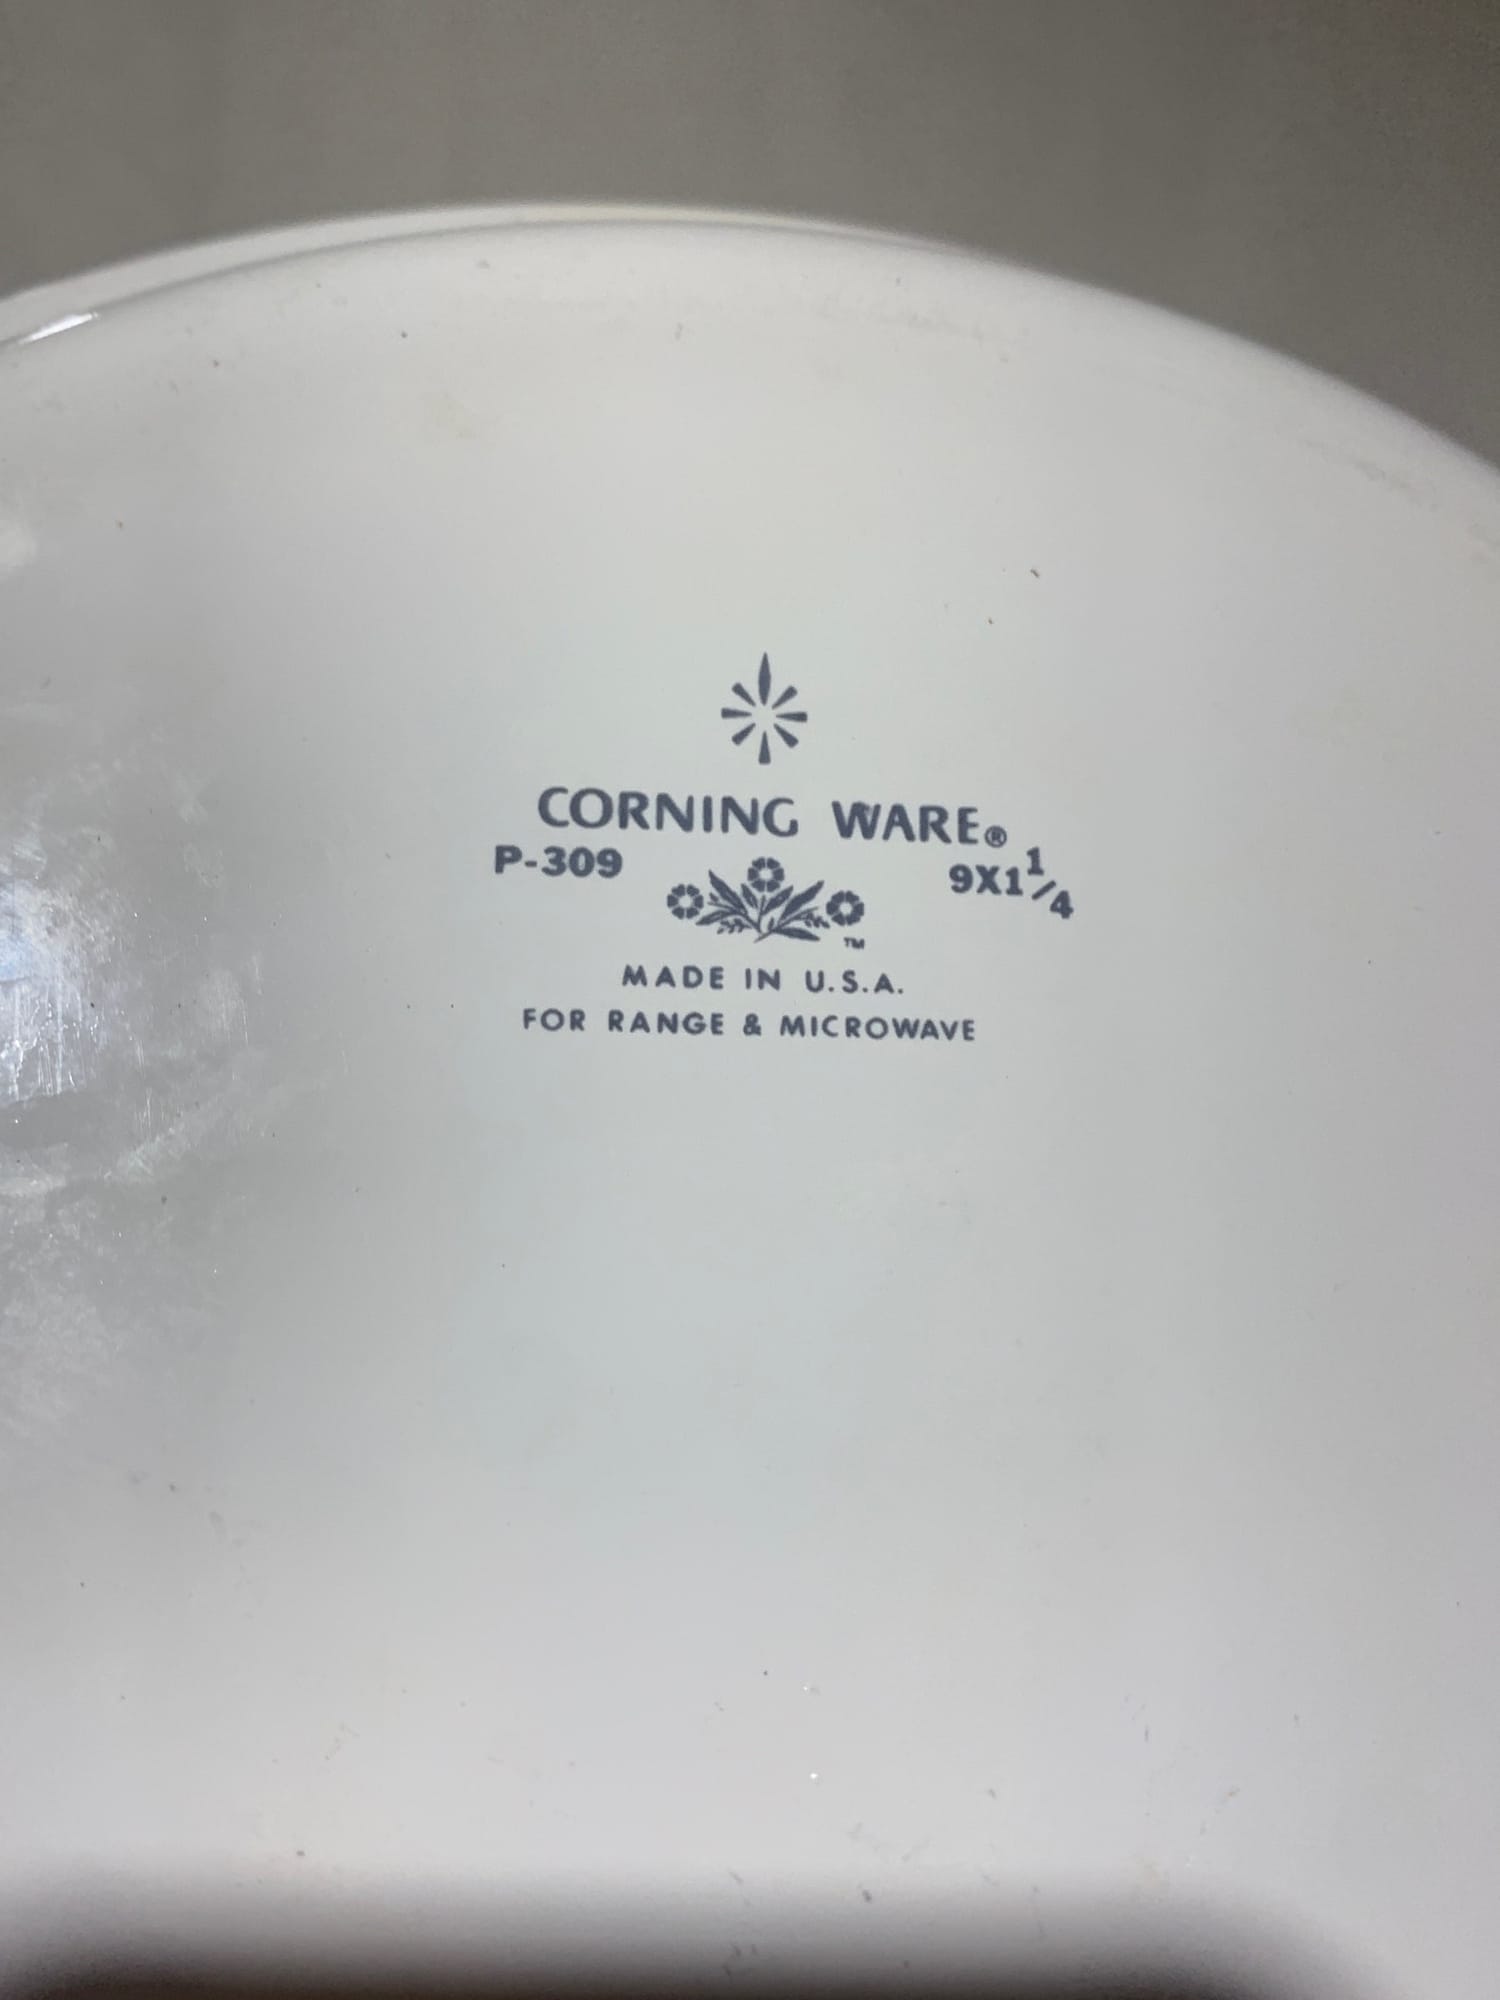 CORNING WARE®
P-309 9X1 1/4
TM
MADE IN U.S.A.
FOR RANGE & MICROWAVE